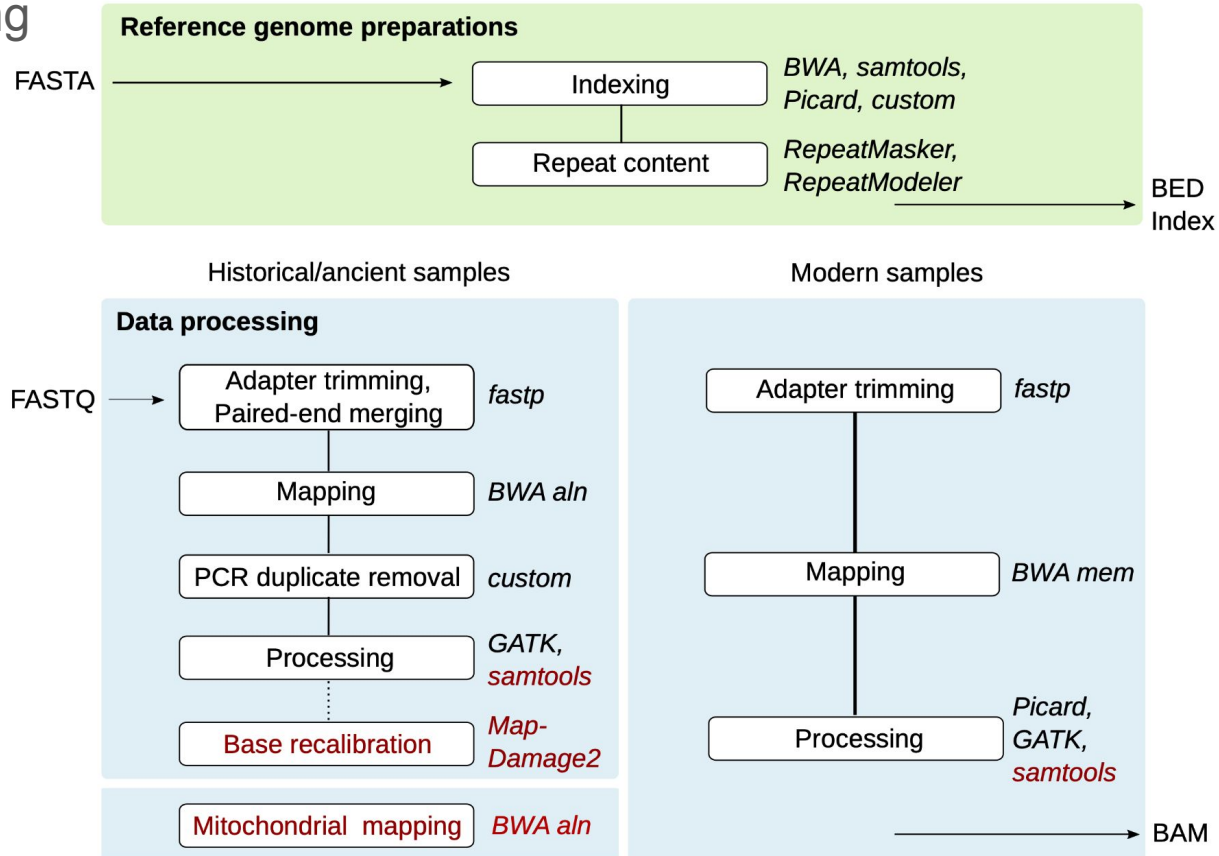 Reference genome preparations
FASTA
Indexing
BWA, samtools,
Picard, custom
Repeat content
RepeatMasker,
RepeatModeler
BED
Index
Historical/ancient samples
Modern samples
Data processing
FASTQ
Adapter trimming,
Paired-end merging
fastp
Mapping
BWA aln
PCR duplicate removal
custom
Processing
GATK,
samtools
Base recalibration
Map-
Damage2
Mitochondrial mapping
BWA aln
Adapter trimming
fastp
Mapping
BWA mem
Processing
Picard,
GATK,
samtools
BAM